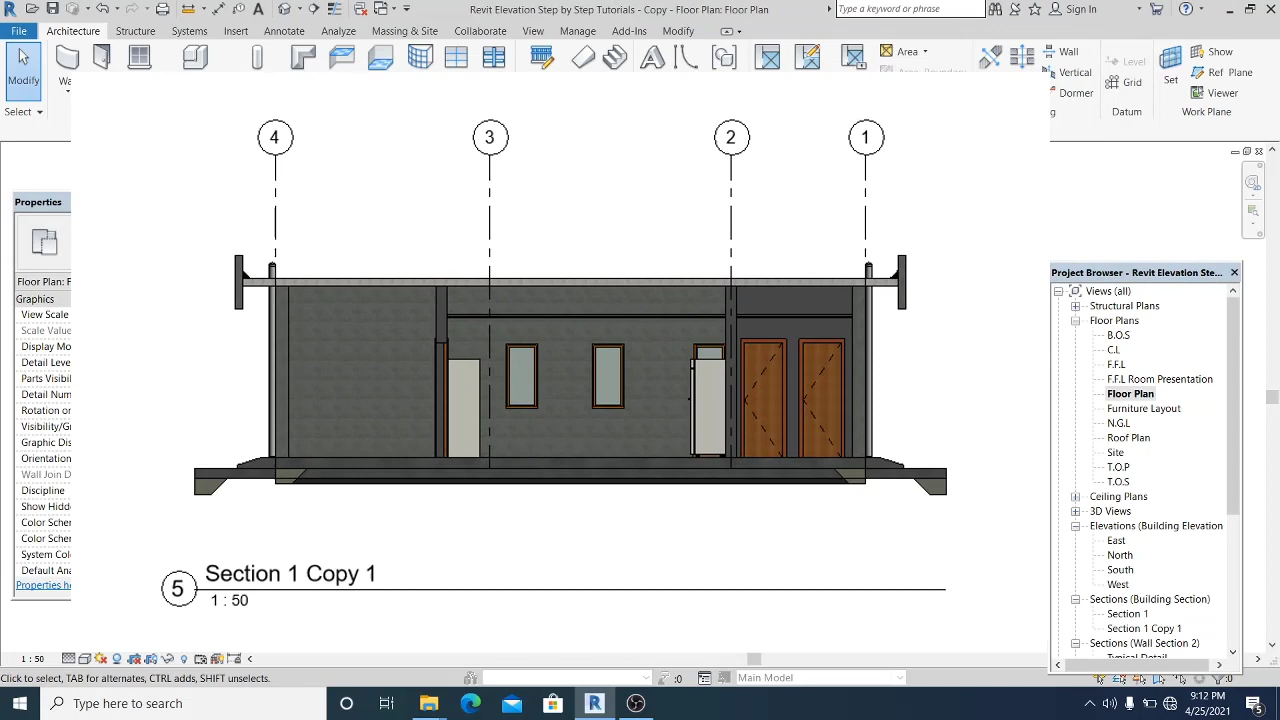 Revit Elevation Step by Step Tutorials - Copy - Floor Plan: Floor Plan
Type a keyword or phrase
Sign In
File Architecture Structure Systems Insert Annotate Analyze Massing & Site Collaborate View Manage Add-Ins Modify
Area
Wall
Level
Show
Modify
Vertical
Grid
Set
Ref Plane
Dormer
Viewer
Select
Datum
Work Plane
4
3
2
1
Properties
Floor Plan: F
Graphics
View Scale
Scale Value
Display Mo
Detail Leve
Parts Visibil
Detail Num
Rotation o
Visibility/Gr
Graphic Dis
Orientation
Wall Join D
Discipline
Show Hidd
Color Schem
Color Schem
System Col
Default Ana
Properties he
Project Browser - Revit Elevation Ste...
Views (all)
Structural Plans
Floor Plans
B.O.S
C.L
F.F.L
F.F.L Room Presentation
Floor Plan
Furniture Layout
N.G.L
Roof Plan
Site
T.O.P
T.O.S
Ceiling Plans
3D Views
Elevations (Building Elevation
East
North
South
West
Sections (Building Section)
Section 1
Section 1 Copy 1
Sections (Wall Section 2)
Typical Detail
5
Section 1 Copy 1
1 : 50
1 : 50
Click to select, TAB for alternates, CTRL adds, SHIFT unselects.
:0
Main Model
:0
Type here to search
9:12 PM
4/25/2021
5